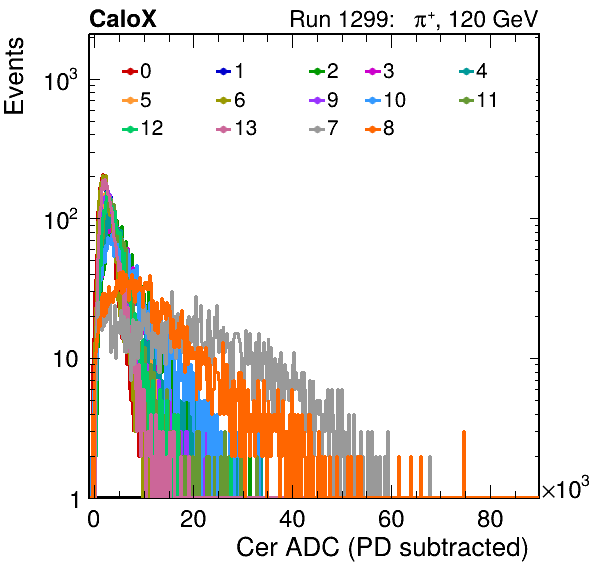 CaloX Run 1299: π⁺, 120 GeV
Events
0 1 2 3 4
5 6 9 10 11
12 13 7 8
10³
10²
10
1
0 20 40 60 80 ×10³
Cer ADC (PD subtracted)